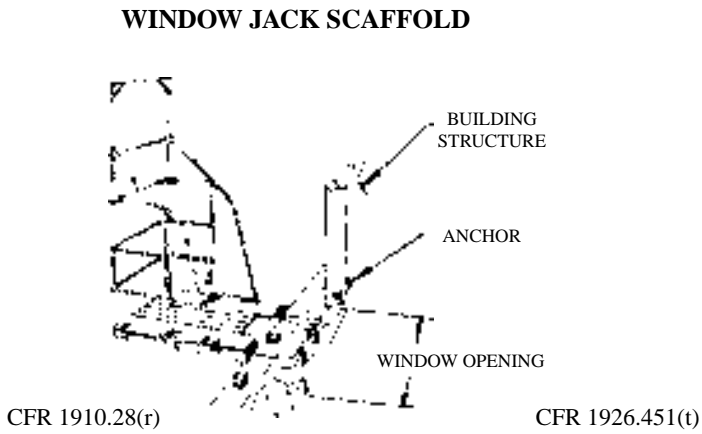 WINDOW JACK SCAFFOLD
BUILDING
STRUCTURE
ANCHOR
WINDOW OPENING
CFR 1910.28(r)
CFR 1926.451(t)